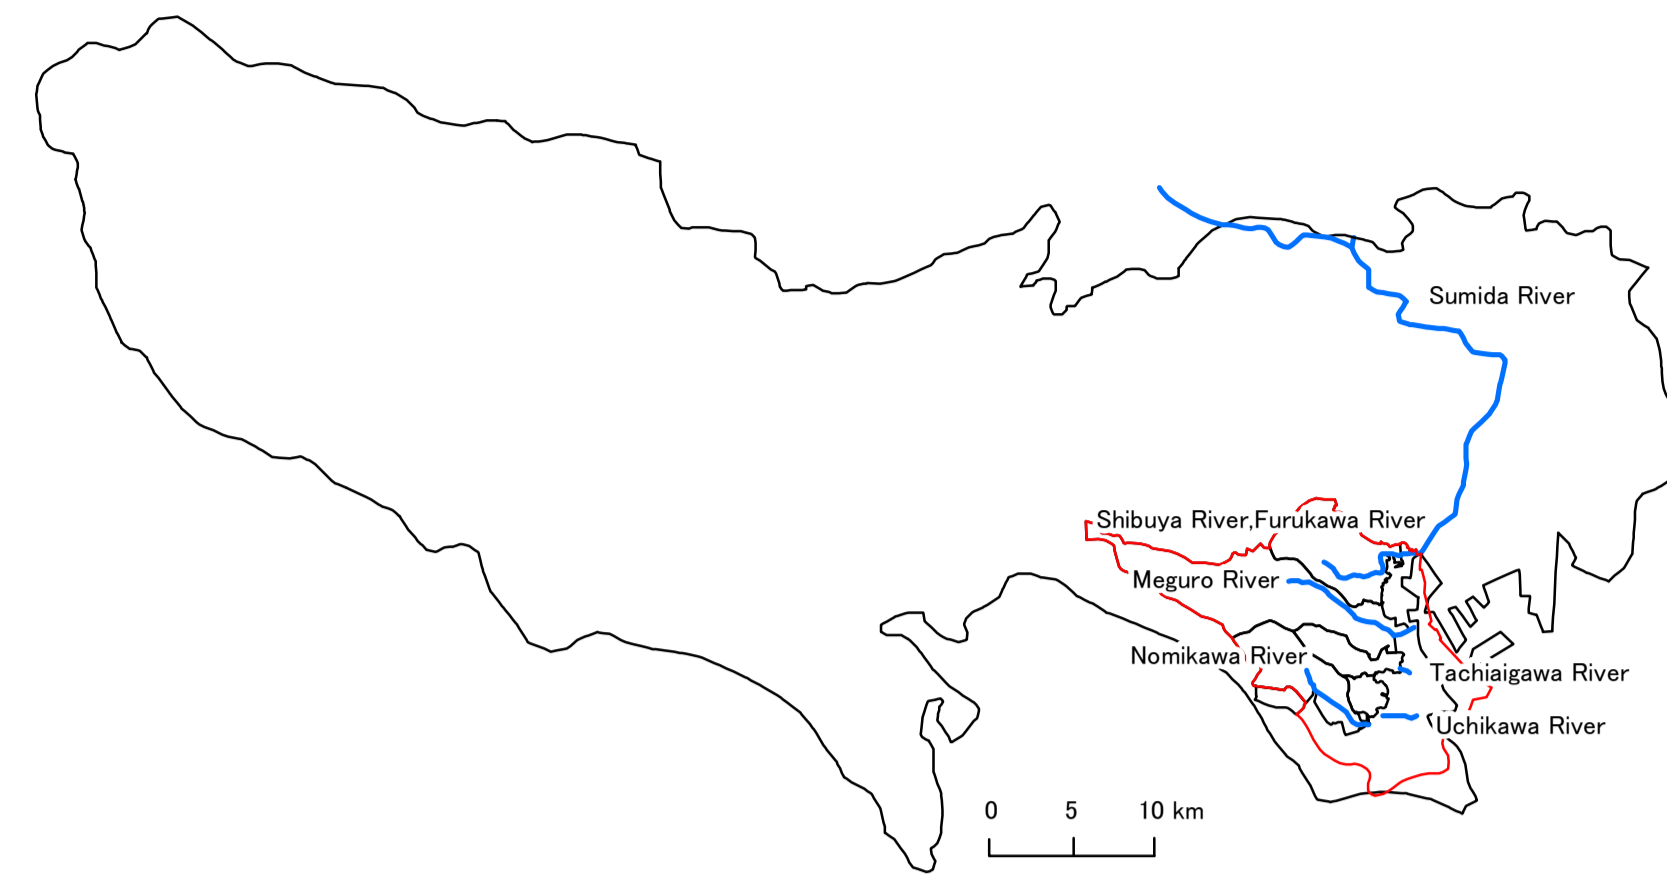 Sumida River
Shibuya River,Furukawa River
Meguro River
Nomikawa River
Tachiaigawa River
Uchikawa River
0 5 10 km